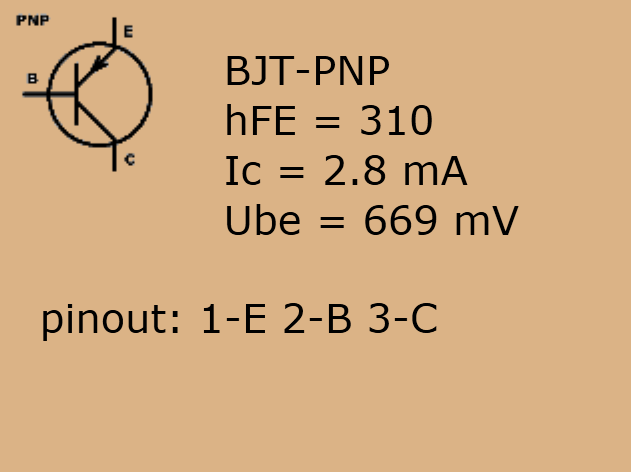 PNP
E
B
C
BJT-PNP
hFE = 310
Ic = 2.8 mA
Ube = 669 mV
pinout: 1-E 2-B 3-C